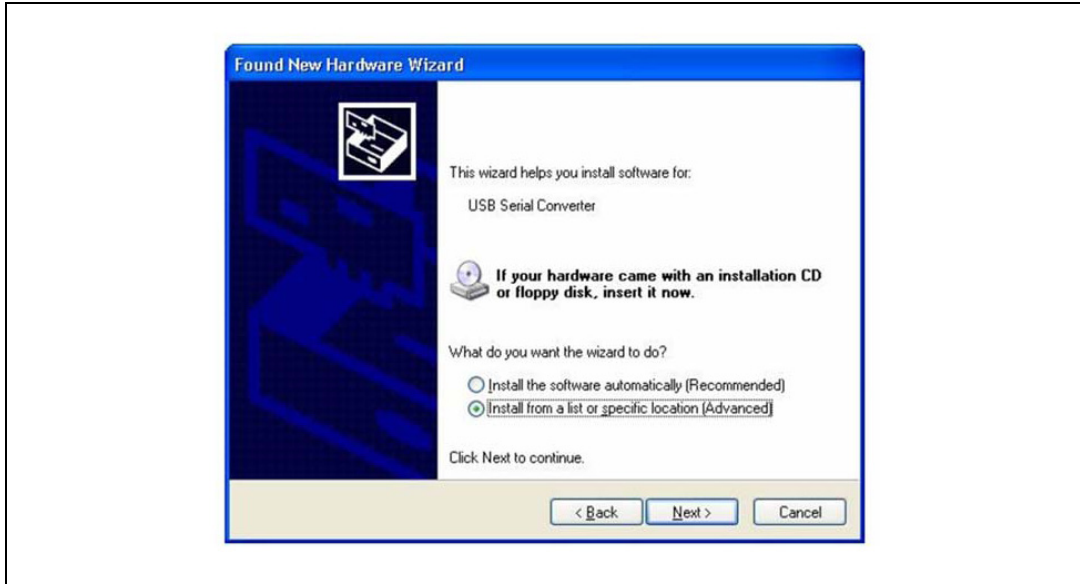 Found New Hardware Wizard
This wizard helps you install software for:
USB Serial Converter
If your hardware came with an installation CD
or floppy disk, insert it now.
What do you want the wizard to do?
Install the software automatically (Recommended)
Install from a list or specific location (Advanced)
Click Next to continue.
< Back Next > Cancel